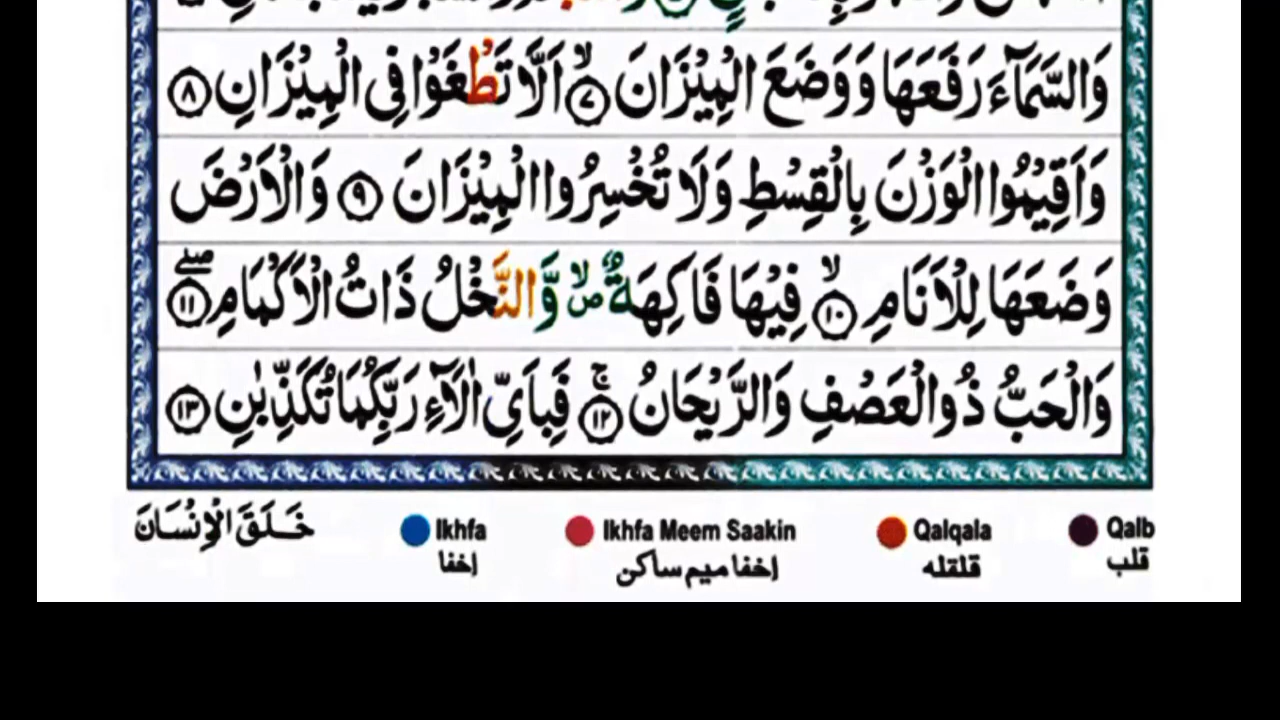 وَالسَّمَآءَ رَفَعَهَا وَوَضَعَ الْمِيْزَانَ ۙ﴿٧﴾ اَلَّا تَطْغَوْا فِى الْمِيْزَانِ ﴿٨﴾
وَاَقِيْمُوا الْوَزْنَ بِالْقِسْطِ وَلَا تُخْسِرُوا الْمِيْزَانَ ﴿٩﴾ وَالْاَرْضَ
وَضَعَهَا لِلْاَنَامِ ۙ﴿١٠﴾ فِيْهَا فَاكِهَةٌ ۙص وَّالنَّخْلُ ذَاتُ الْاَكْمَامِ ۖ﴿١١﴾
وَالْحَبُّ ذُو الْعَصْفِ وَالرَّيْحَانُ ۚ﴿١٢﴾ فَبِاَىِّ اٰلَآءِ رَبِّكُمَا تُكَذِّبٰنِ ﴿١٣﴾
خَلَقَ الْاِنْسَانَ Ikhfa Ikhfa Meem Saakin Qalqala Qalb
اخفا اخفا میم ساکن قلقله قلب